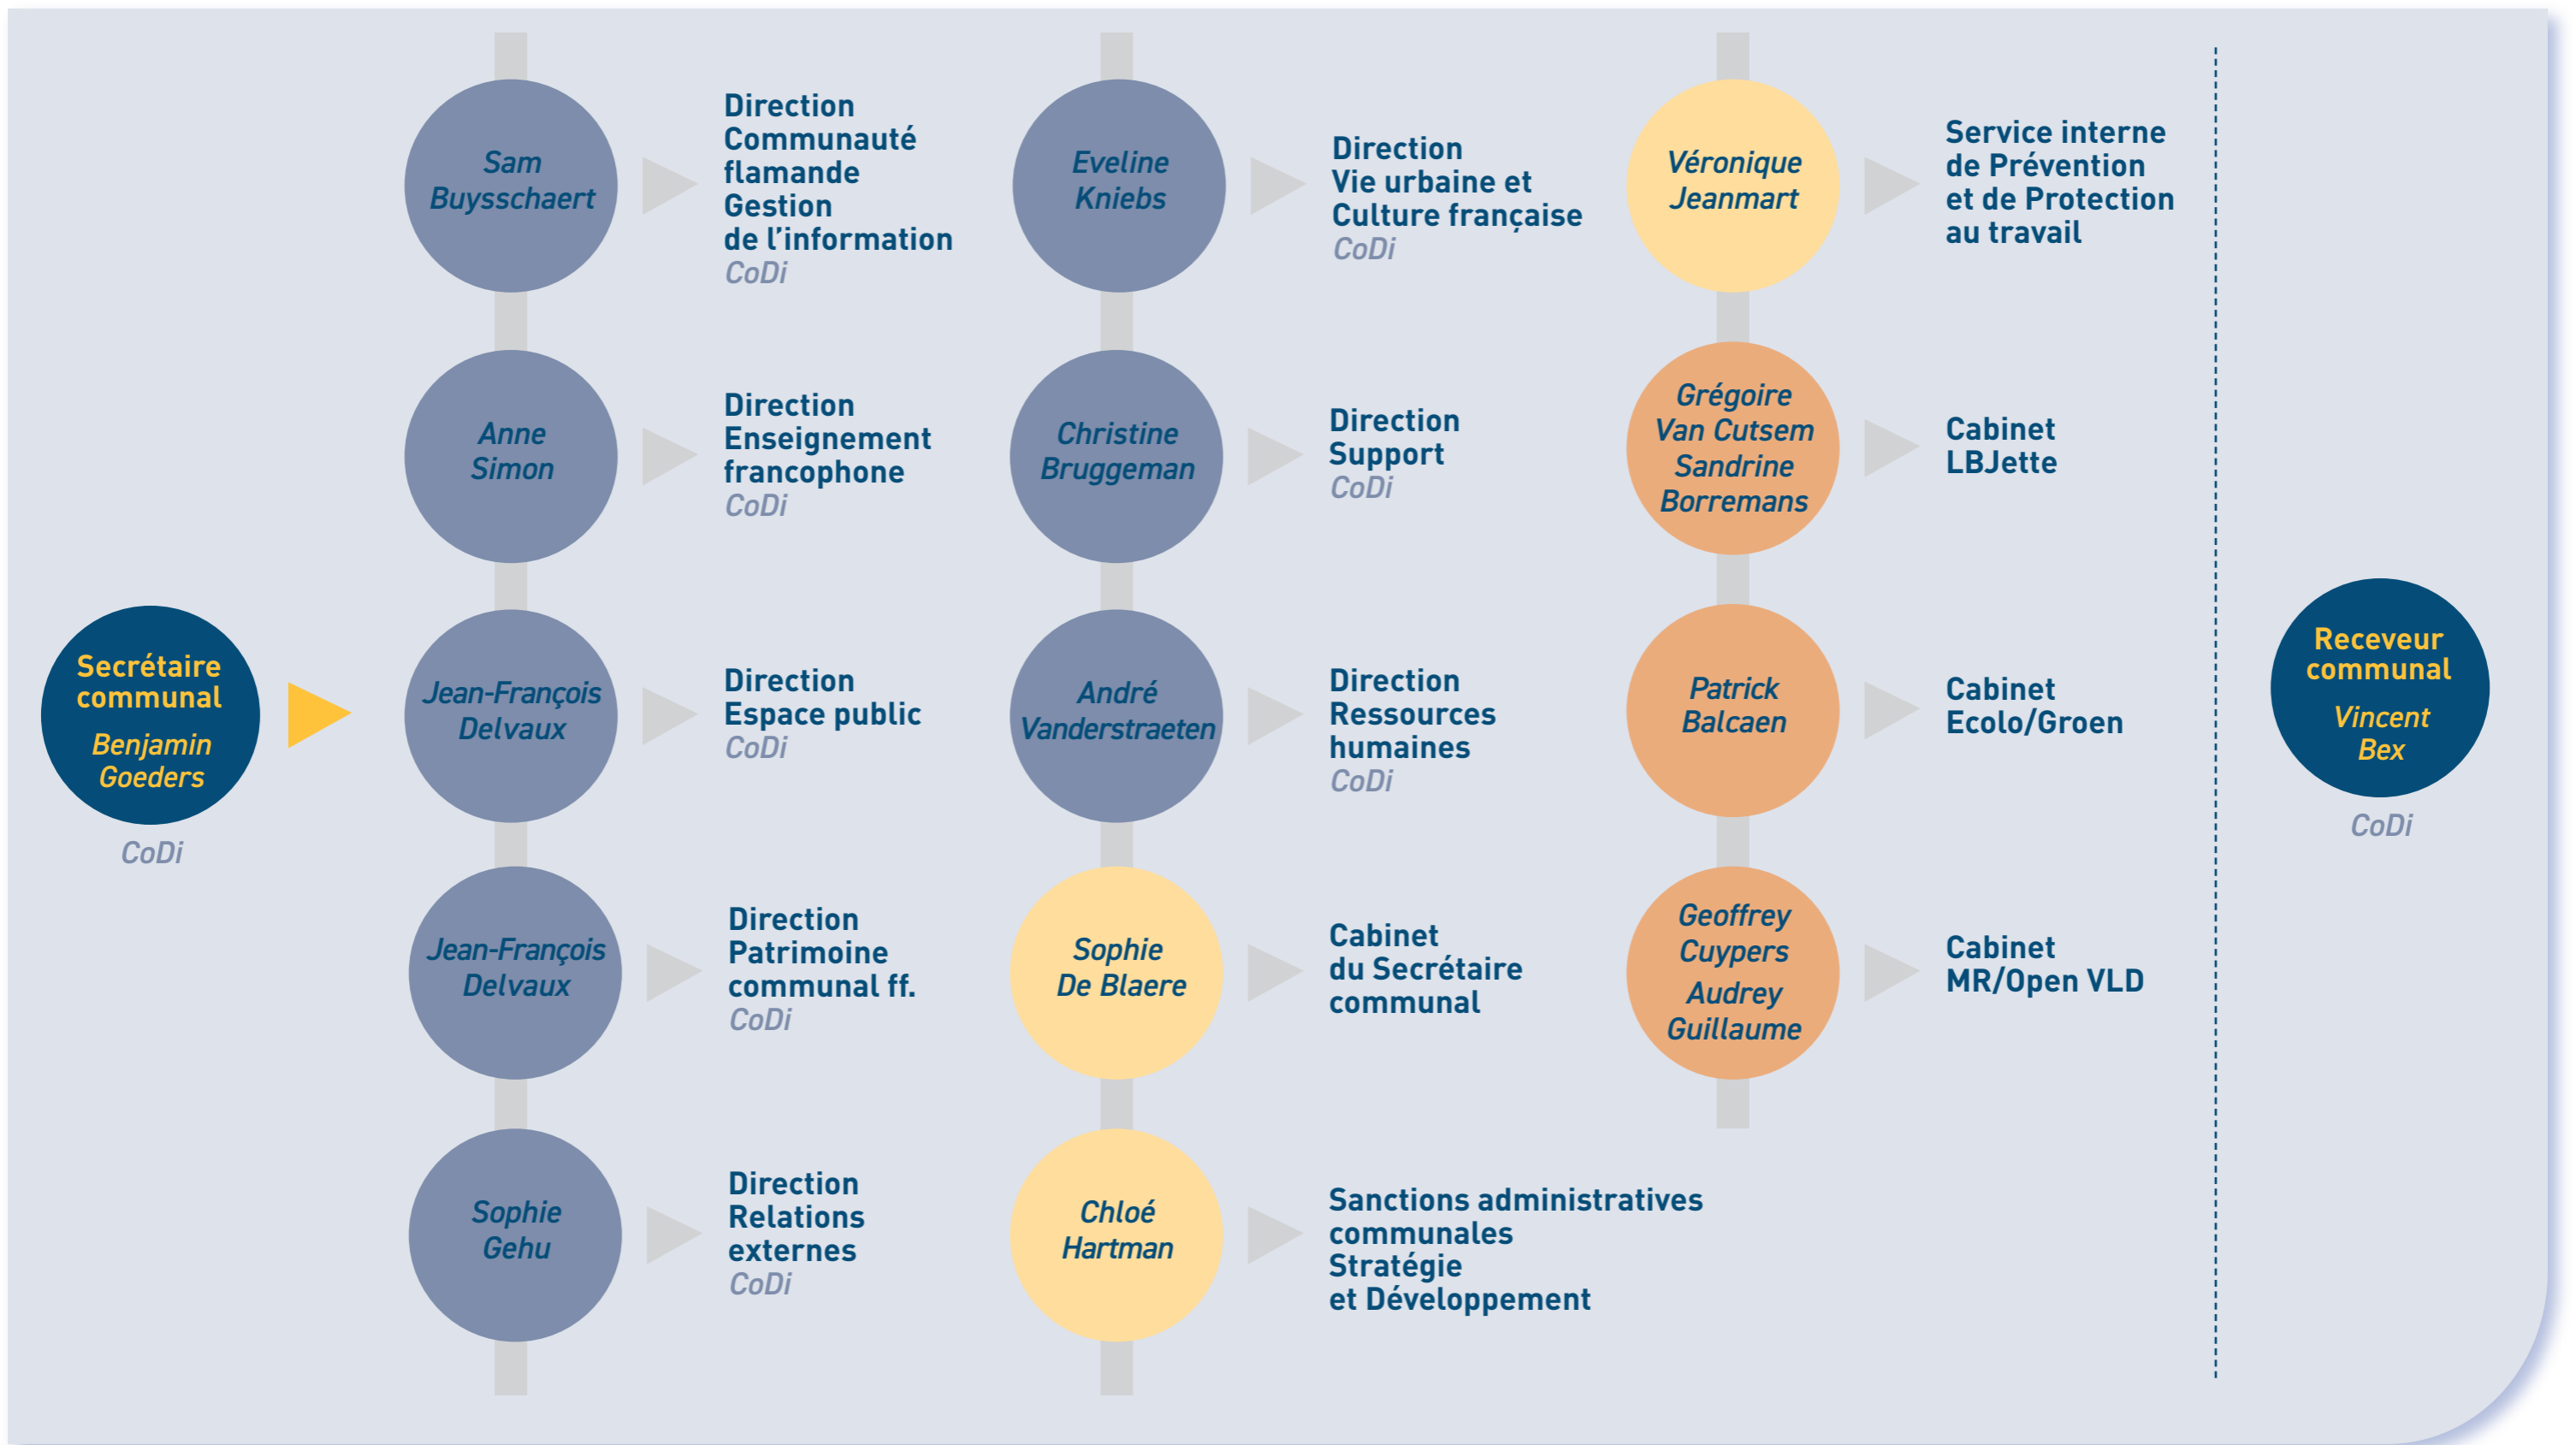 Secrétaire
communal
Benjamin
Goeders
CoDi
Sam
Buysschaert
Direction
Communauté
flamande
Gestion
de l’information
CoDi
Anne
Simon
Direction
Enseignement
francophone
CoDi
Jean-François
Delvaux
Direction
Espace public
CoDi
Jean-François
Delvaux
Direction
Patrimoine
communal ff.
CoDi
Sophie
Gehu
Direction
Relations
externes
CoDi
Eveline
Kniebs
Direction
Vie urbaine et
Culture française
CoDi
Christine
Bruggeman
Direction
Support
CoDi
André
Vanderstraeten
Direction
Ressources
humaines
CoDi
Sophie
De Blaere
Cabinet
du Secrétaire
communal
Chloé
Hartman
Sanctions administratives
communales
Stratégie
et Développement
Véronique
Jeanmart
Service interne
de Prévention
et de Protection
au travail
Grégoire
Van Cutsem
Sandrine
Borremans
Cabinet
LBJette
Patrick
Balcaen
Cabinet
Ecolo/Groen
Geoffrey
Cuypers
Audrey
Guillaume
Cabinet
MR/Open VLD
Receveur
communal
Vincent
Bex
CoDi